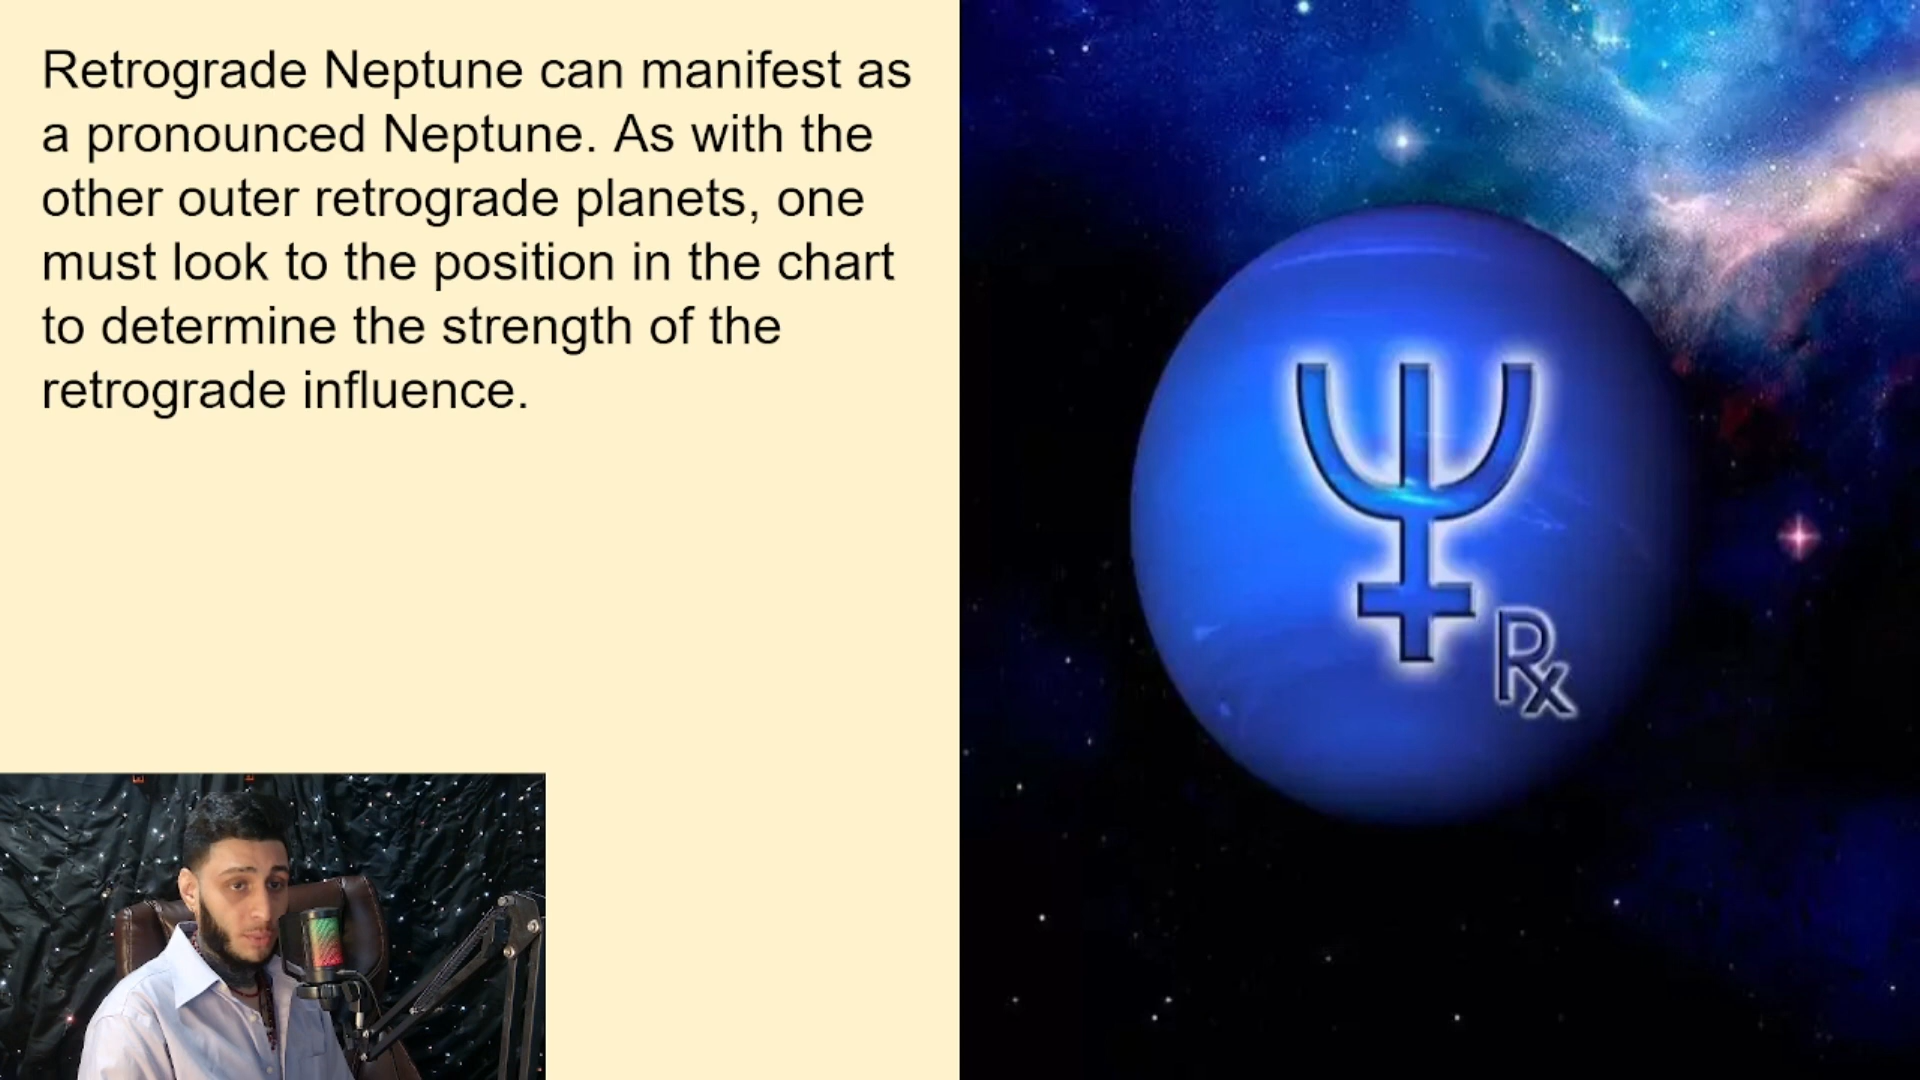 Retrograde Neptune can manifest as
a pronounced Neptune. As with the
other outer retrograde planets, one
must look to the position in the chart
to determine the strength of the
retrograde influence.
♆
℞